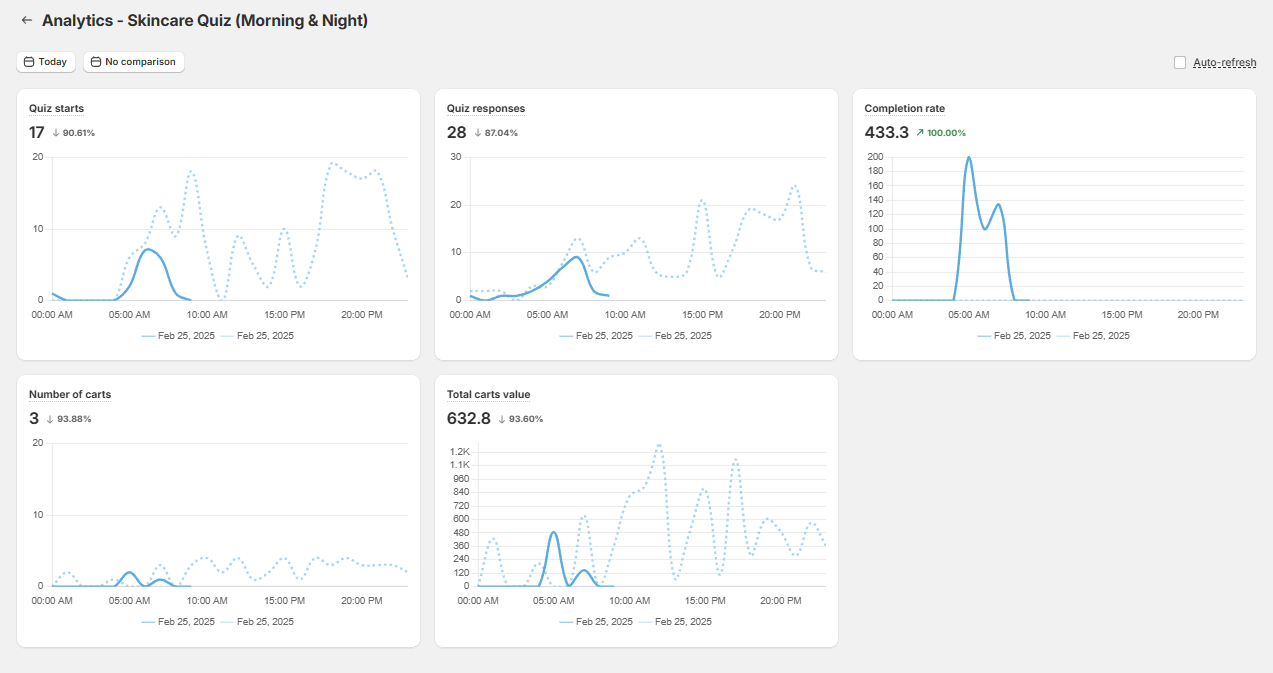 ← Analytics - Skincare Quiz (Morning & Night)
Today No comparison Auto-refresh
Quiz starts
17 ↓ 90.61%
20
10
0
00:00 AM 05:00 AM 10:00 AM 15:00 PM 20:00 PM
Feb 25, 2025 Feb 25, 2025
Quiz responses
28 ↓ 87.04%
30
20
10
0
00:00 AM 05:00 AM 10:00 AM 15:00 PM 20:00 PM
Feb 25, 2025 Feb 25, 2025
Completion rate
433.3 ↗ 100.00%
200
180
160
140
120
100
80
60
40
20
0
00:00 AM 05:00 AM 10:00 AM 15:00 PM 20:00 PM
Feb 25, 2025 Feb 25, 2025
Number of carts
3 ↓ 93.88%
20
10
0
00:00 AM 05:00 AM 10:00 AM 15:00 PM 20:00 PM
Feb 25, 2025 Feb 25, 2025
Total carts value
632.8 ↓ 93.60%
1.2K
1.1K
960
840
720
600
480
360
240
120
0
00:00 AM 05:00 AM 10:00 AM 15:00 PM 20:00 PM
Feb 25, 2025 Feb 25, 2025